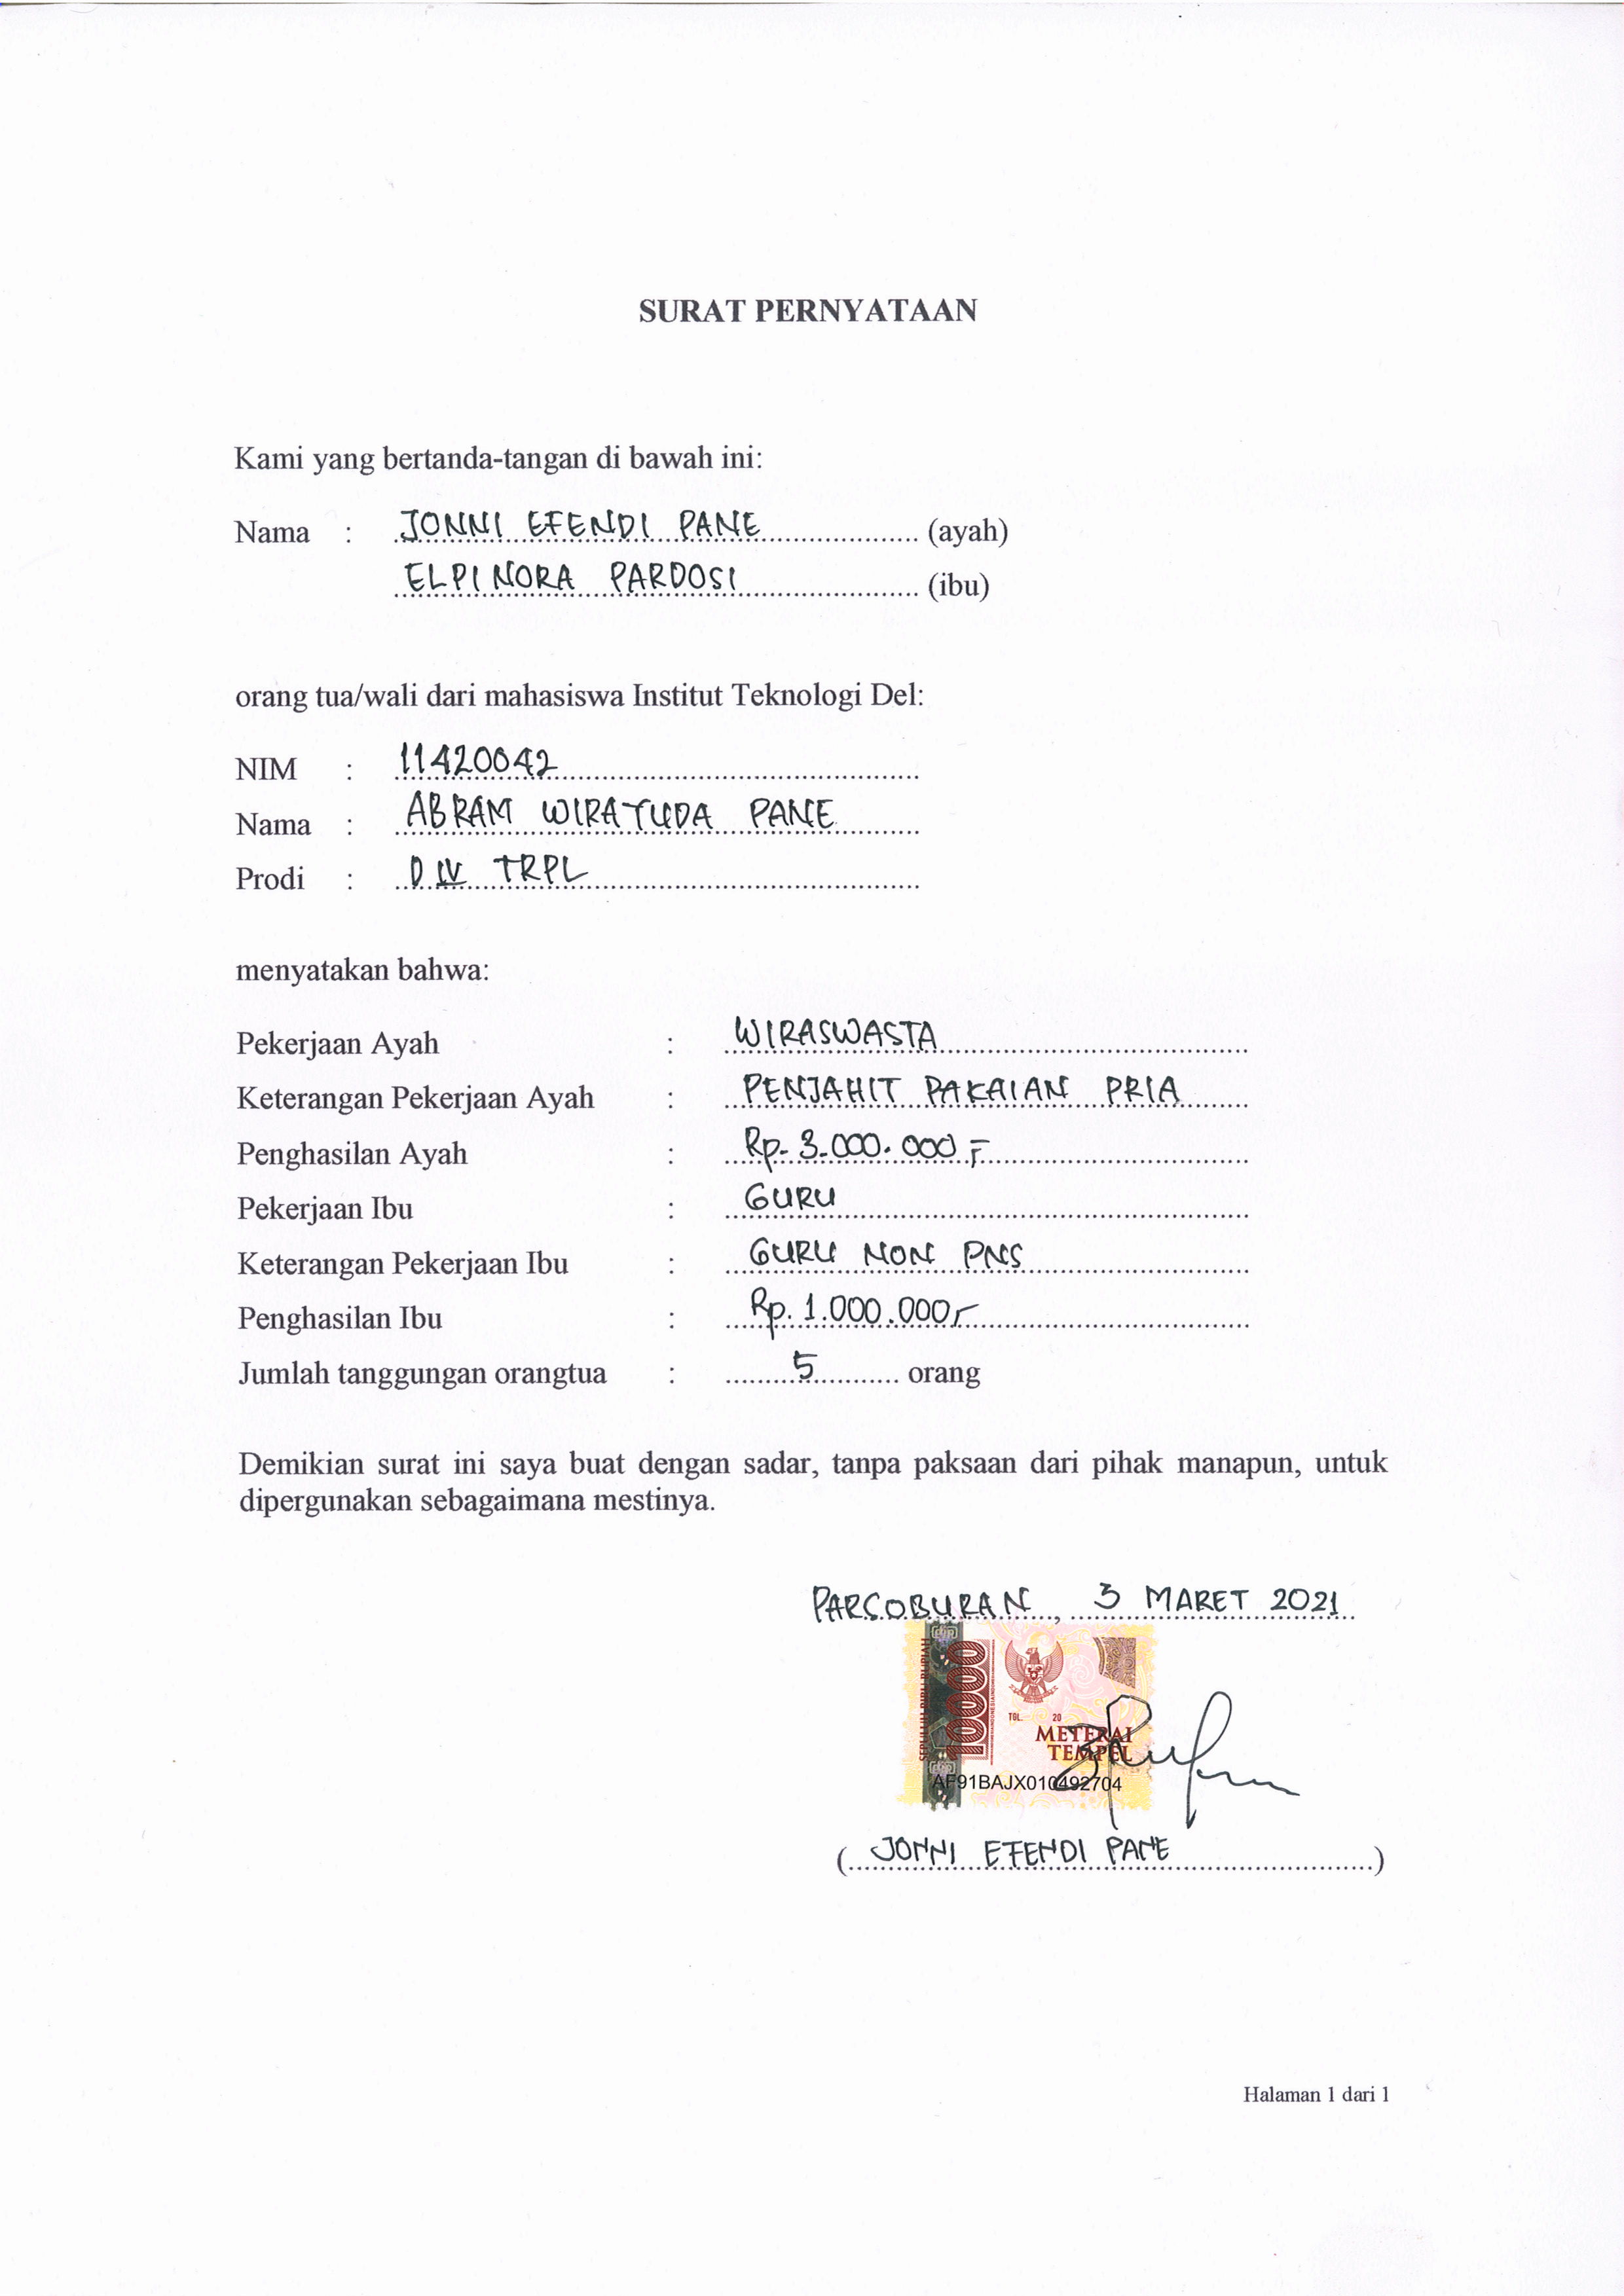 SURAT PERNYATAAN
Kami yang bertanda-tangan di bawah ini:
Nama : JONNI EFENDI PANE (ayah)
ELPINORA PARDOSI (ibu)
orang tua/wali dari mahasiswa Institut Teknologi Del:
NIM : 11420042
Nama : ABRAM WIRATUDA PANE
Prodi : D IV TRPL
menyatakan bahwa:
Pekerjaan Ayah : WIRASWASTA
Keterangan Pekerjaan Ayah : PENJAHIT PAKAIAN PRIA
Penghasilan Ayah : Rp. 3.000.000,-
Pekerjaan Ibu : GURU
Keterangan Pekerjaan Ibu : GURU NON PNS
Penghasilan Ibu : Rp. 1.000.000,-
Jumlah tanggungan orangtua : 5 orang
Demikian surat ini saya buat dengan sadar, tanpa paksaan dari pihak manapun, untuk
dipergunakan sebagaimana mestinya.
PARSOBURAN, 3 MARET 2021
10000
TGL. 20
METERAI
TEMPEL
AF91BAJX010492704
(JONNI EFENDI PANE)
Halaman 1 dari 1